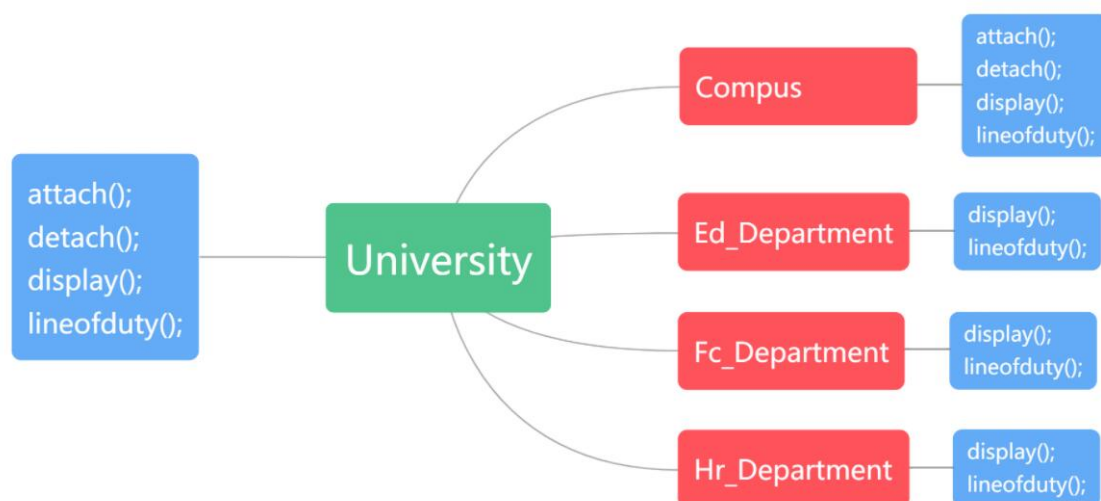 attach();
detach();
display();
lineofduty();
University
Compus
attach();
detach();
display();
lineofduty();
Ed_Department
display();
lineofduty();
Fc_Department
display();
lineofduty();
Hr_Department
display();
lineofduty();